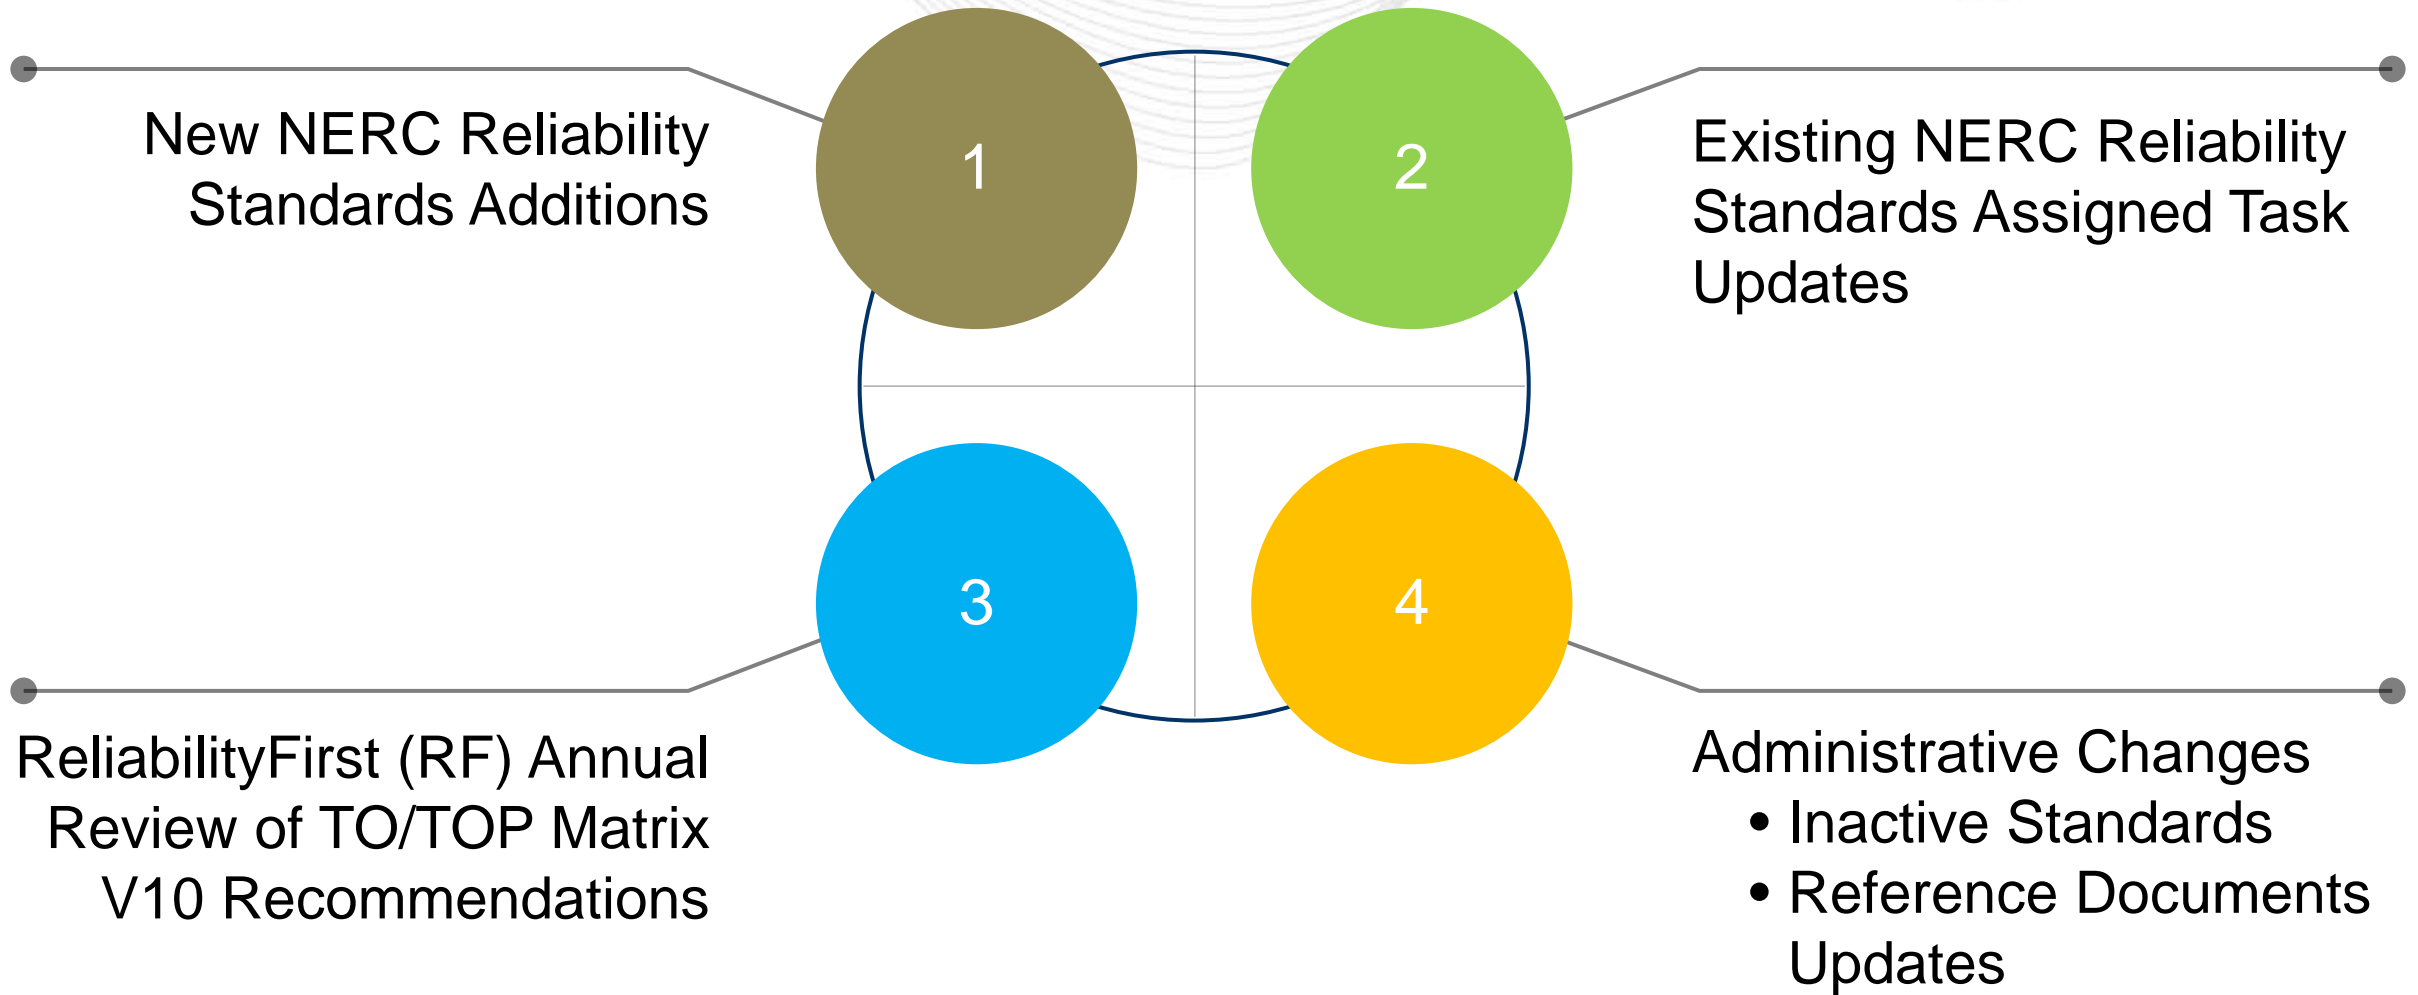 1
New NERC Reliability
Standards Additions
2
Existing NERC Reliability
Standards Assigned Task
Updates
3
ReliabilityFirst (RF) Annual
Review of TO/TOP Matrix
V10 Recommendations
4
Administrative Changes
• Inactive Standards
• Reference Documents
Updates